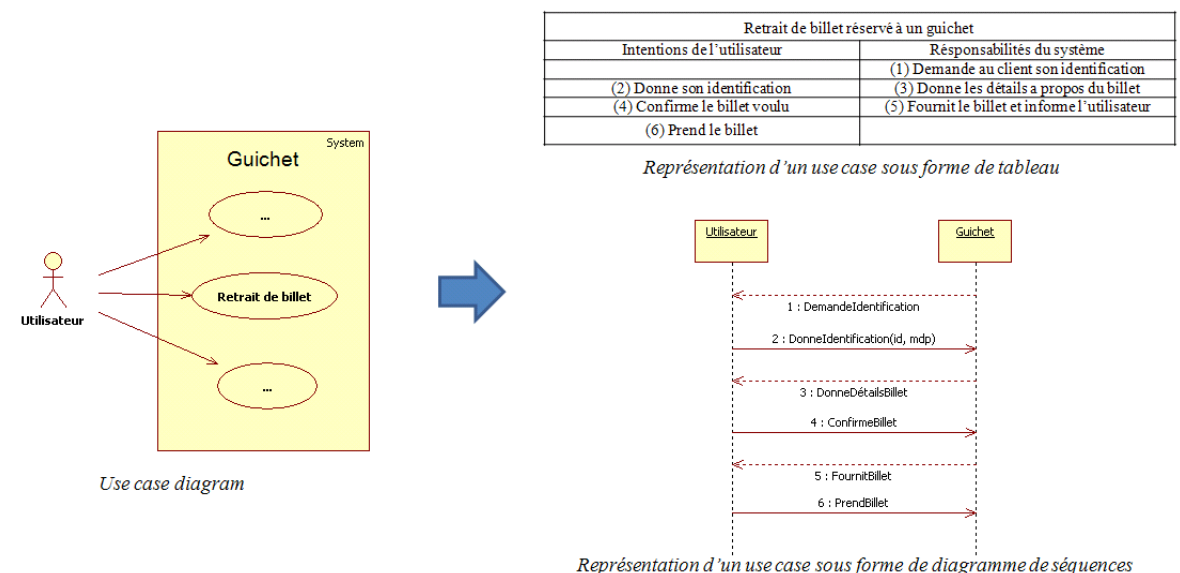 System
Guichet
...
Retrait de billet
...
Utilisateur
Use case diagram
Retrait de billet réservé à un guichet
Intentions de l'utilisateur Résponsabilités du système
(1) Demande au client son identification
(2) Donne son identification (3) Donne les détails a propos du billet
(4) Confirme le billet voulu (5) Fournit le billet et informe l'utilisateur
(6) Prend le billet
Représentation d'un use case sous forme de tableau
Utilisateur Guichet
1 : DemandeIdentification
2 : DonneIdentification(id, mdp)
3 : DonneDétailsBillet
4 : ConfirmeBillet
5 : FournitBillet
6 : PrendBillet
Représentation d'un use case sous forme de diagramme de séquences